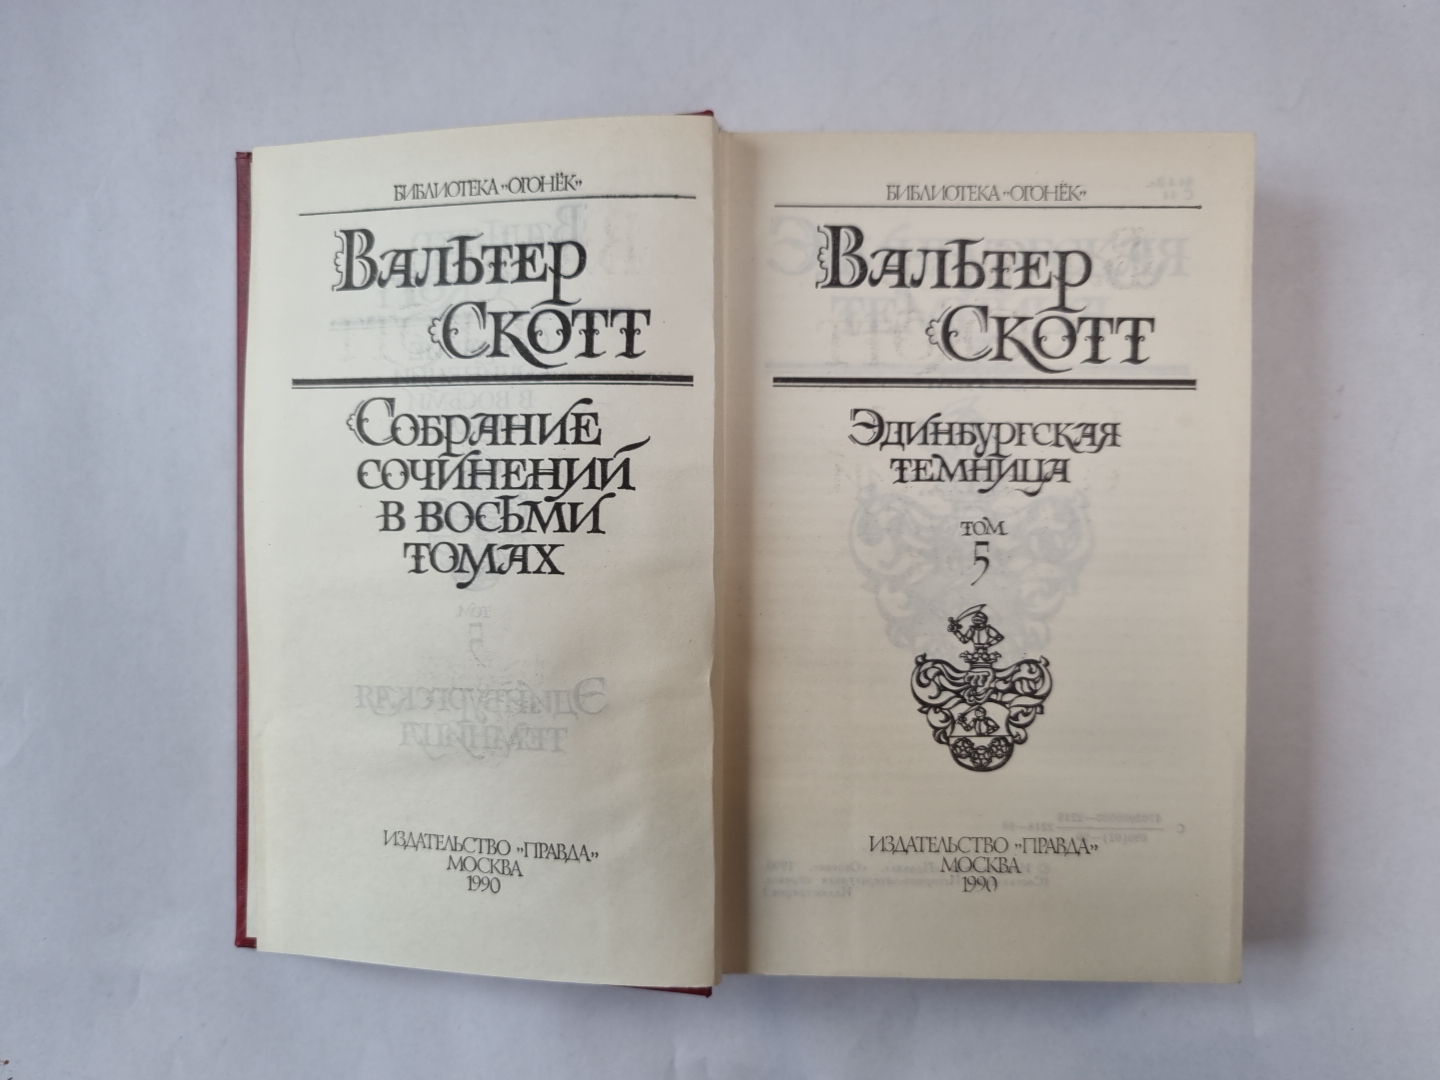 БИБЛИОТЕКА „ОГОНЁК”
ВАЛЬТЕР
СКОТТ
СОБРАНИЕ
СОЧИНЕНИЙ
В ВОСЬМИ
ТОМАХ
ИЗДАТЕЛЬСТВО „ПРАВДА”
МОСКВА
1990
БИБЛИОТЕКА „ОГОНЁК”
ВАЛЬТЕР
СКОТТ
ЭДИНБУРГСКАЯ
ТЕМНИЦА
ТОМ
5
ИЗДАТЕЛЬСТВО „ПРАВДА”
МОСКВА
1990